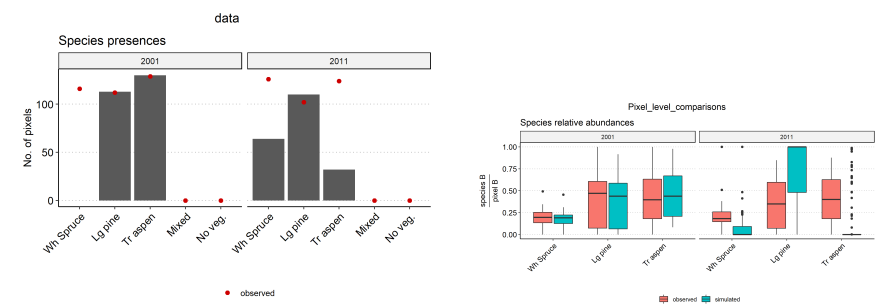 data
Species presences
2001
2011
No. of pixels
100
50
0
Wh Spruce
Lg pine
Tr aspen
Mixed
No veg.
Wh Spruce
Lg pine
Tr aspen
Mixed
No veg.
observed
Pixel_level_comparisons
Species relative abundances
2001
2011
species B
pixel B
1.00
0.75
0.50
0.25
0.00
Wh Spruce
Lg pine
Tr aspen
Wh Spruce
Lg pine
Tr aspen
observed
simulated